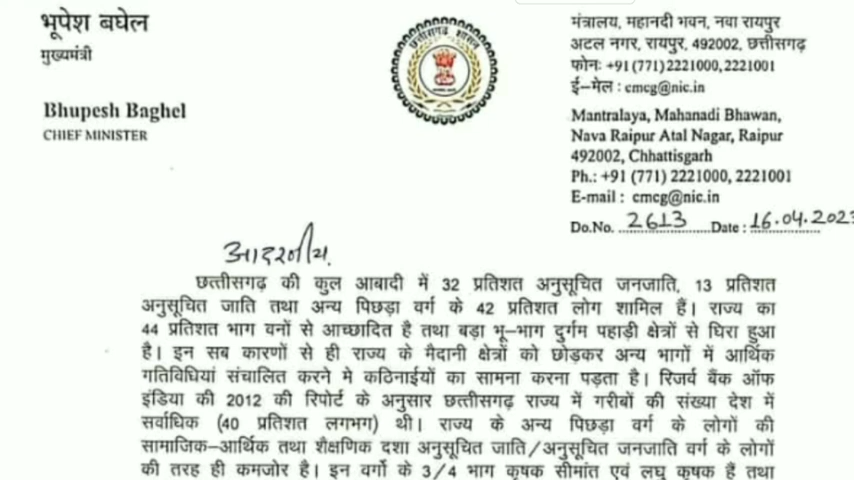 भूपेश बघेल
मुख्यमंत्री
Bhupesh Baghel
CHIEF MINISTER
छत्तीसगढ़ शासन
मंत्रालय, महानदी भवन, नवा रायपुर
अटल नगर, रायपुर, 492002, छत्तीसगढ़
फोनः +91 (771) 2221000, 2221001
ई-मेल : cmcg@nic.in
Mantralaya, Mahanadi Bhawan,
Nava Raipur Atal Nagar, Raipur
492002, Chhattisgarh
Ph.: +91 (771) 2221000, 2221001
E-mail : cmcg@nic.in
Do.No. 2613 Date : 16.04.2023
आदरणीय,
छत्तीसगढ़ की कुल आबादी में 32 प्रतिशत अनुसूचित जनजाति, 13 प्रतिशत
अनुसूचित जाति तथा अन्य पिछड़ा वर्ग के 42 प्रतिशत लोग शामिल हैं। राज्य का
44 प्रतिशत भाग वनों से आच्छादित है तथा बड़ा भू-भाग दुर्गम पहाड़ी क्षेत्रों से घिरा हुआ
है। इन सब कारणों से ही राज्य के मैदानी क्षेत्रों को छोड़कर अन्य भागों में आर्थिक
गतिविधियां संचालित करने मे कठिनाईयों का सामना करना पड़ता है। रिजर्व बैंक ऑफ
इंडिया की 2012 की रिपोर्ट के अनुसार छत्तीसगढ़ राज्य में गरीबों की संख्या देश में
सर्वाधिक (40 प्रतिशत लगभग) थी। राज्य के अन्य पिछड़ा वर्ग के लोगों की
सामाजिक-आर्थिक तथा शैक्षणिक दशा अनुसूचित जाति/अनुसूचित जनजाति वर्ग के लोगों
की तरह ही कमजोर है। इन वर्गो के 3/4 भाग कृषक सीमांत एवं लघु कृषक हैं तथा